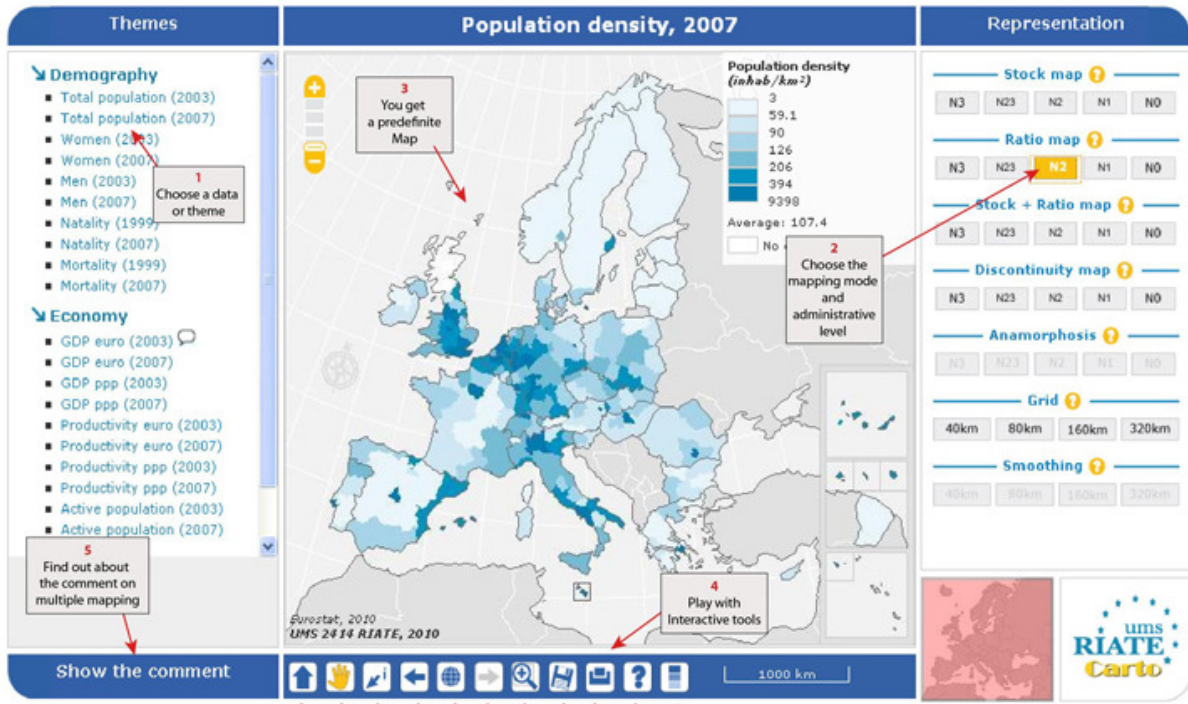 Themes
Population density, 2007
Representation
Demography
Total population (2003)
Total population (2007)
Women (2003)
Women (2007)
Men (2003)
Men (2007)
Natality (1999)
Natality (2007)
Mortality (1999)
Mortality (2007)
Economy
GDP euro (2003)
GDP euro (2007)
GDP ppp (2003)
GDP ppp (2007)
Productivity euro (2003)
Productivity euro (2007)
Productivity ppp (2003)
Productivity ppp (2007)
Active population (2003)
Active population (2007)
1
Choose a data
or theme
5
Find out about
the comment on
multiple mapping
Show the comment
3
You get
a predefinite
Map
Population density
(inhab/km²)
3
59.1
90
126
206
394
9398
Average: 107.4
No
2
Choose the
mapping mode
and
administrative
level
4
Play with
Interactive tools
Eurostat, 2010
UMS 2414 RIATE, 2010
1000 km
Stock map ?
N3 N23 N2 N1 N0
Ratio map ?
N3 N23 N2 N1 N0
Stock + Ratio map ?
N3 N23 N2 N1 N0
Discontinuity map ?
N3 N23 N2 N1 N0
Anamorphosis ?
N3 N23 N2 N1 N0
Grid ?
40km 80km 160km 320km
Smoothing ?
40km 80km 160km 320km
ums
RIATE
Carto